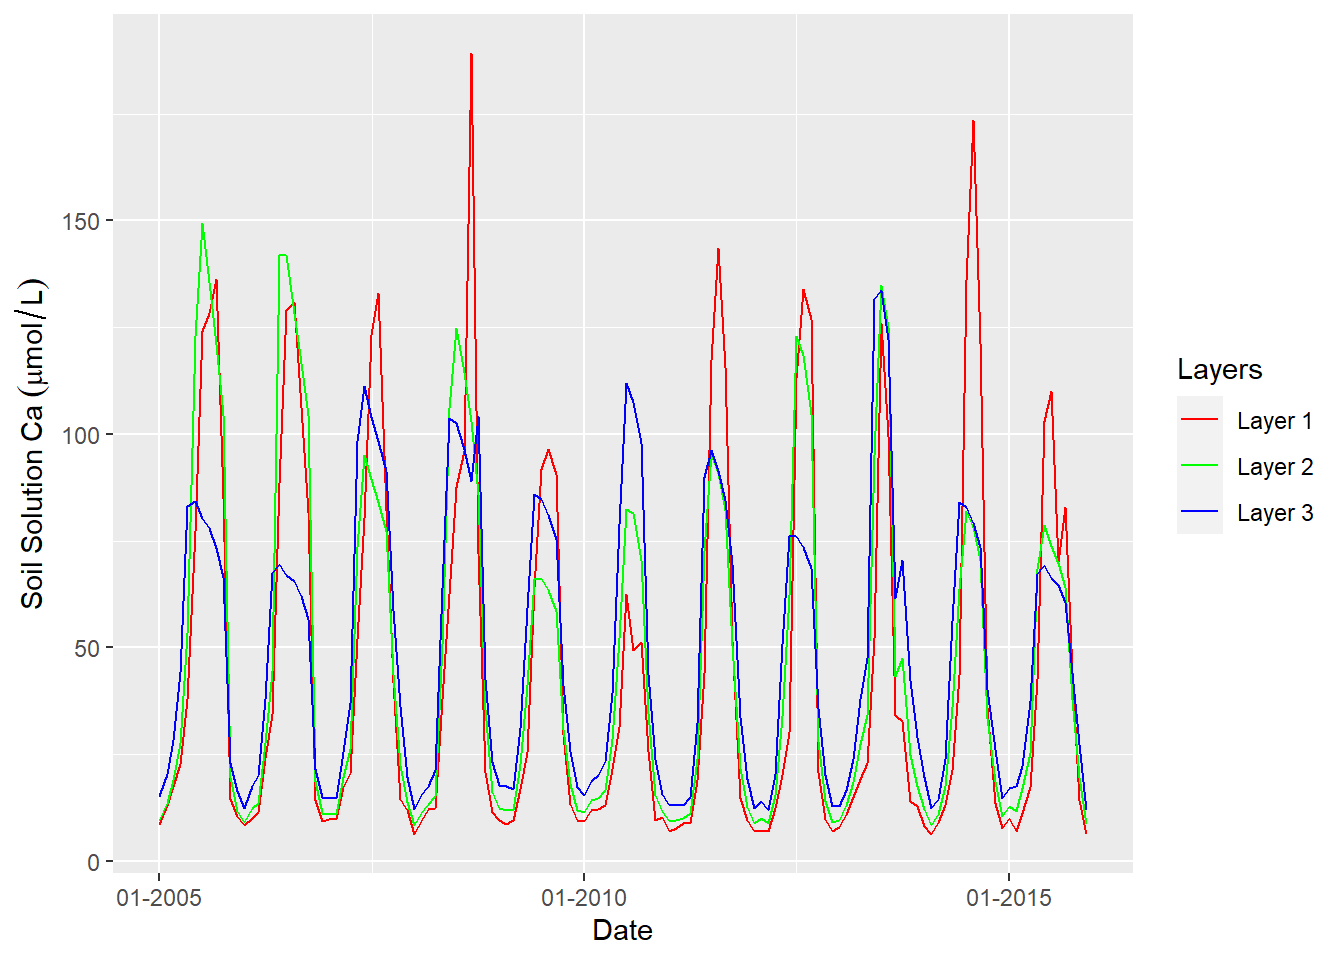 Soil Solution Ca (μmol/L)
150
100
50
0
01-2005
01-2010
01-2015
Date
Layers
Layer 1
Layer 2
Layer 3